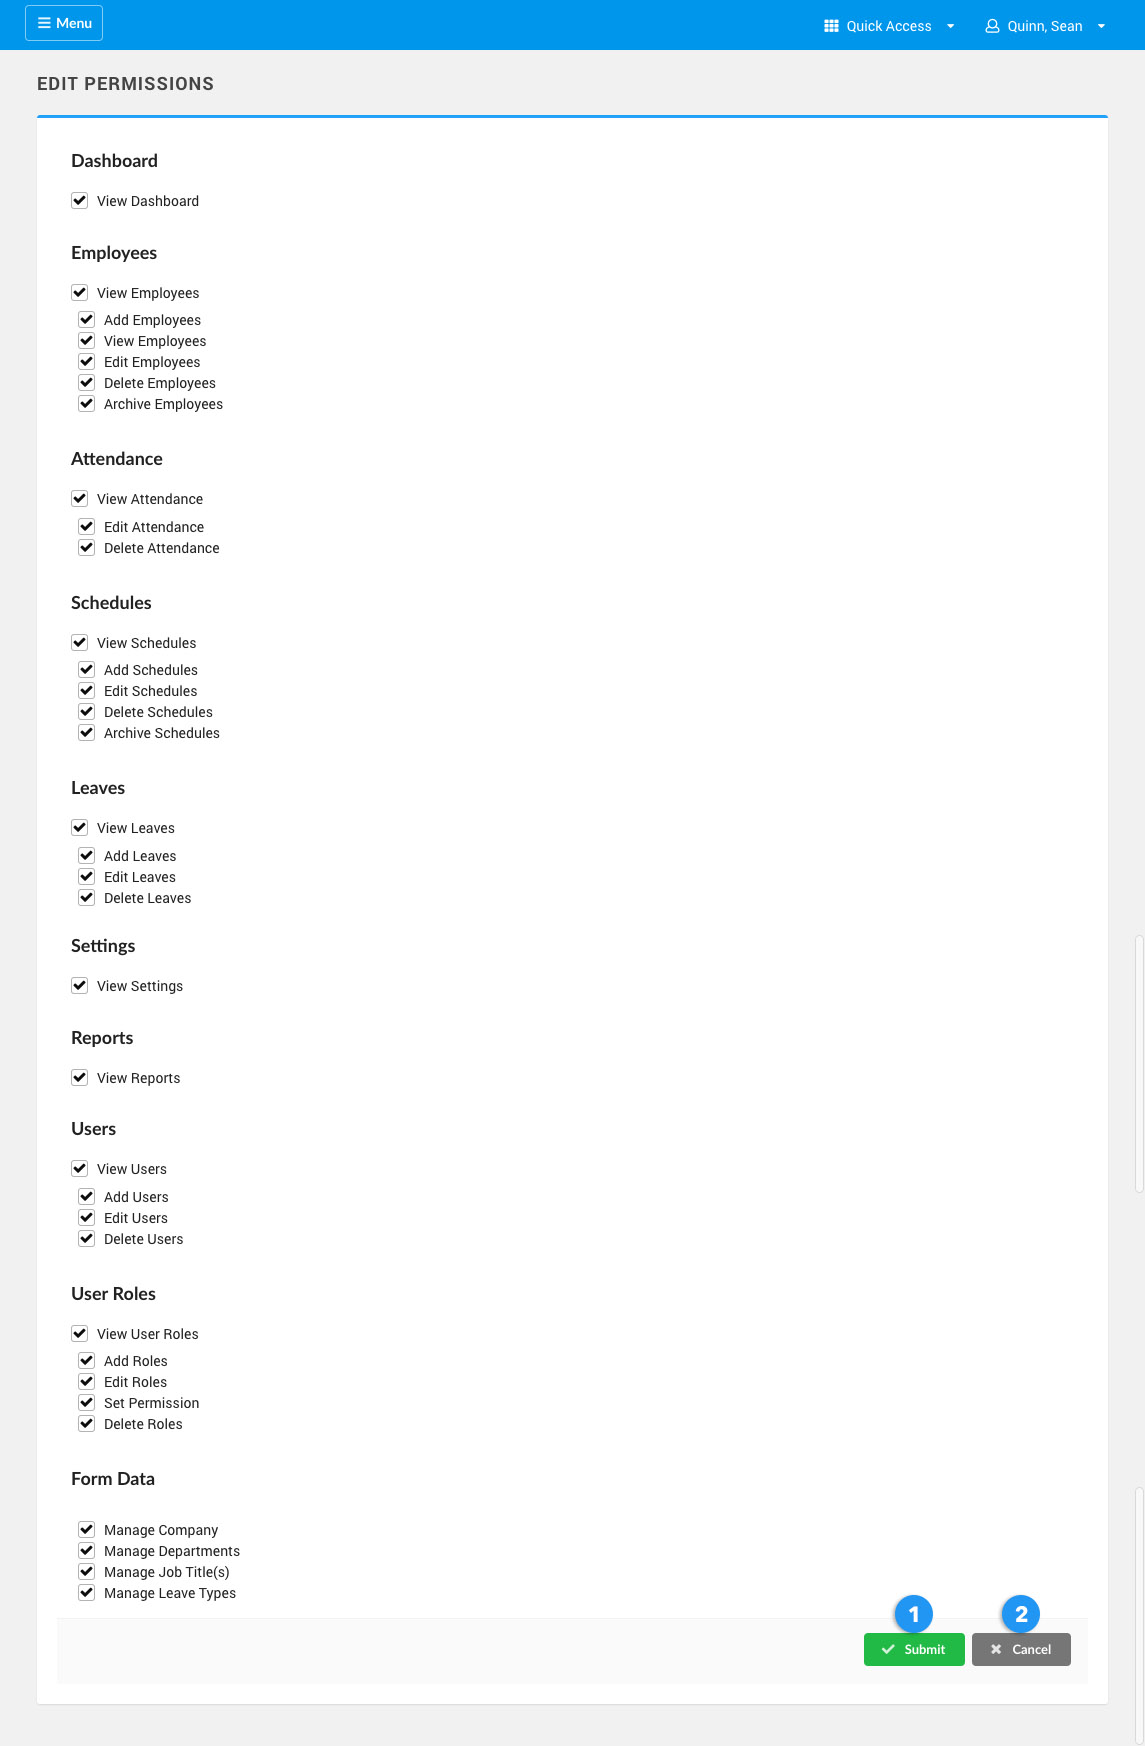 Menu
Quick Access
Quinn, Sean
EDIT PERMISSIONS
Dashboard
View Dashboard
Employees
View Employees
Add Employees
View Employees
Edit Employees
Delete Employees
Archive Employees
Attendance
View Attendance
Edit Attendance
Delete Attendance
Schedules
View Schedules
Add Schedules
Edit Schedules
Delete Schedules
Archive Schedules
Leaves
View Leaves
Add Leaves
Edit Leaves
Delete Leaves
Settings
View Settings
Reports
View Reports
Users
View Users
Add Users
Edit Users
Delete Users
User Roles
View User Roles
Add Roles
Edit Roles
Set Permission
Delete Roles
Form Data
Manage Company
Manage Departments
Manage Job Title(s)
Manage Leave Types
1
2
Submit
Cancel